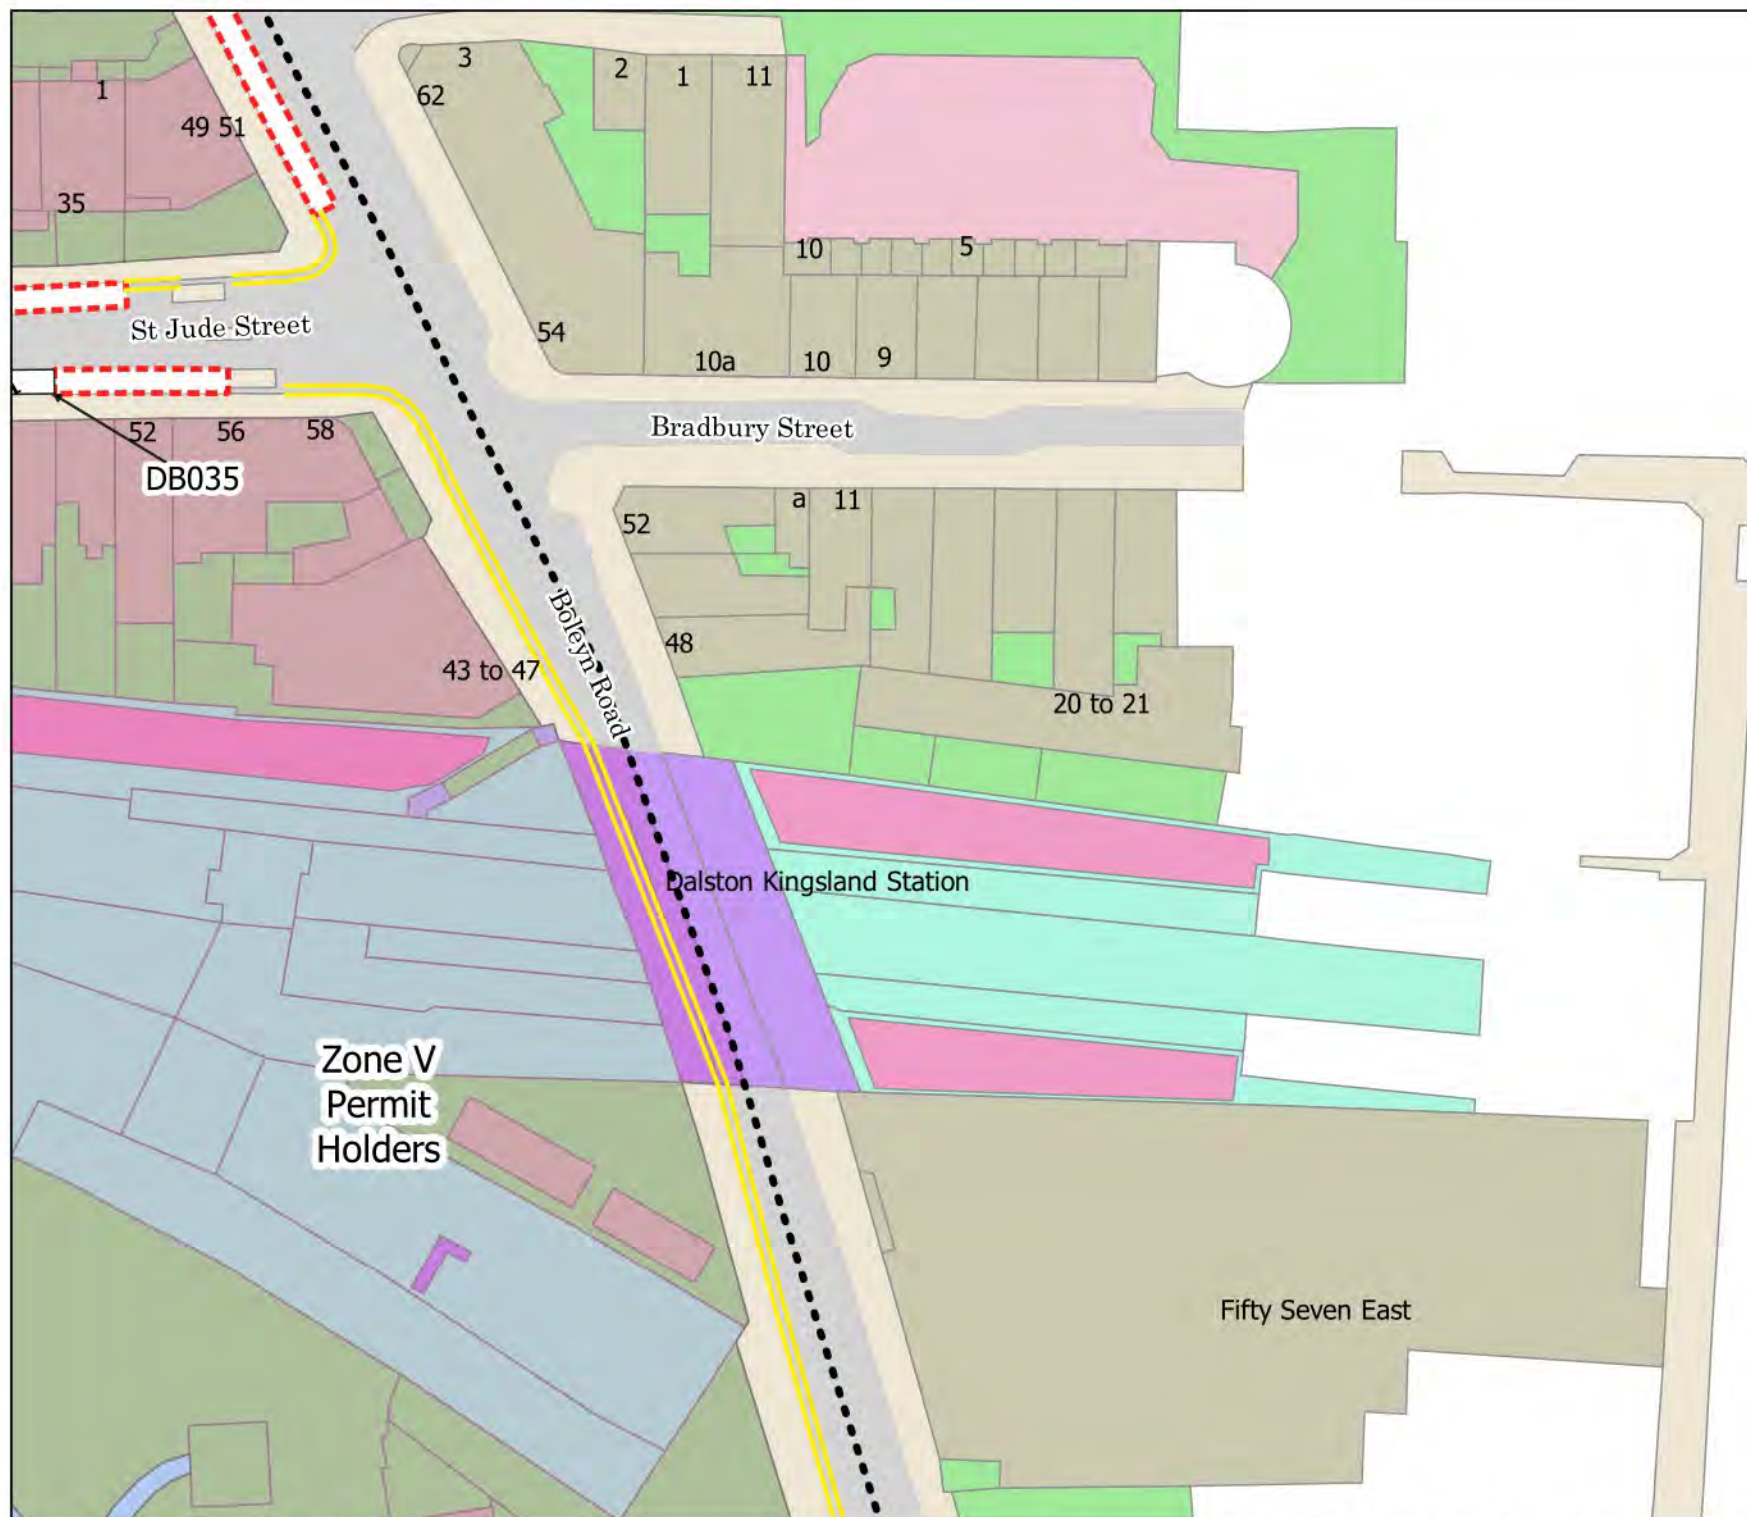 3
2
1
11
62
1
49 51
35
10
5
St Jude Street
54
10a
10
9
Bradbury Street
52
56
58
DB035
52
a
11
Boleyn Road
48
43 to 47
20 to 21
Dalston Kingsland Station
Zone V
Permit
Holders
Fifty Seven East